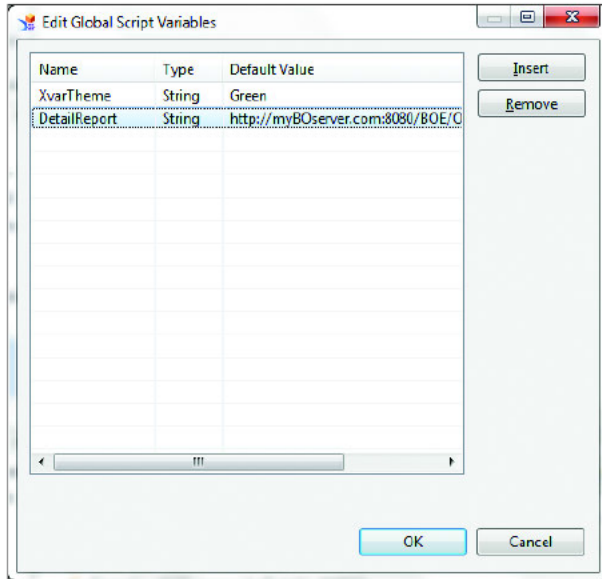 Edit Global Script Variables
Name Type Default Value
XvarTheme String Green
DetailReport String http://myBOserver.com:8080/BOE/O
Insert
Remove
OK
Cancel